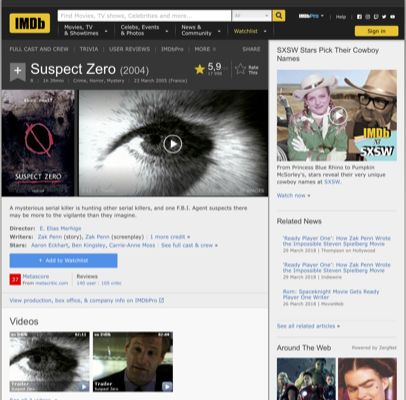 IMDb
Find Movies, TV shows, Celebrities and more...
All
IMDbPro
Help
Movies, TV & Showtimes
Celebs, Events & Photos
News & Community
Watchlist
Sign in
FULL CAST AND CREW | TRIVIA | USER REVIEWS | IMDbPro | MORE
SHARE
Suspect Zero (2004)
5,9
Rate This
R | 1h 39min | Crime, Horror, Mystery | 23 March 2005 (France)
SUSPECT ZERO
A mysterious serial killer is hunting other serial killers, and one F.B.I. Agent suspects there
may be more to the vigilante than they imagine.
Director: E. Elias Merhige
Writers: Zak Penn (story), Zak Penn (screenplay) | 1 more credit »
Stars: Aaron Eckhart, Ben Kingsley, Carrie-Anne Moss | See full cast & crew »
+ Add to Watchlist
37
Metascore
From metacritic.com
Reviews
140 user | 105 critic
View production, box office, & company info on IMDbPro
Videos
Trailer
Suspect Zero
Trailer
Suspect Zero
SXSW Stars Pick Their Cowboy
Names
IMDb
at
SXSW
From Princess Blue Rhino to Pumpkin
McSorley's, stars reveal their very
unique cowboy names at SXSW.
Watch now »
Related News
'Ready Player One': How Zak Penn Wrote
the Impossible Steven Spielberg Movie
29 March 2018 | Thompson on Hollywood
'Ready Player One': How Zak Penn Wrote
the Impossible Steven Spielberg Movie
29 March 2018 | Indiewire
Rom: Spaceknight Movie Gets Ready
Player One Writer
26 March 2018 | MovieWeb
See all related articles »
Around The Web
Powered by ZergNet